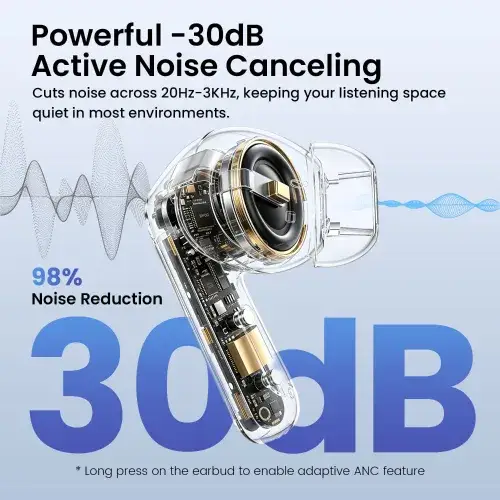 Powerful -30dB
Active Noise Canceling
Cuts noise across 20Hz-3KHz, keeping your listening space
quiet in most environments.
98%
Noise Reduction
30dB
* Long press on the earbud to enable adaptive ANC feature